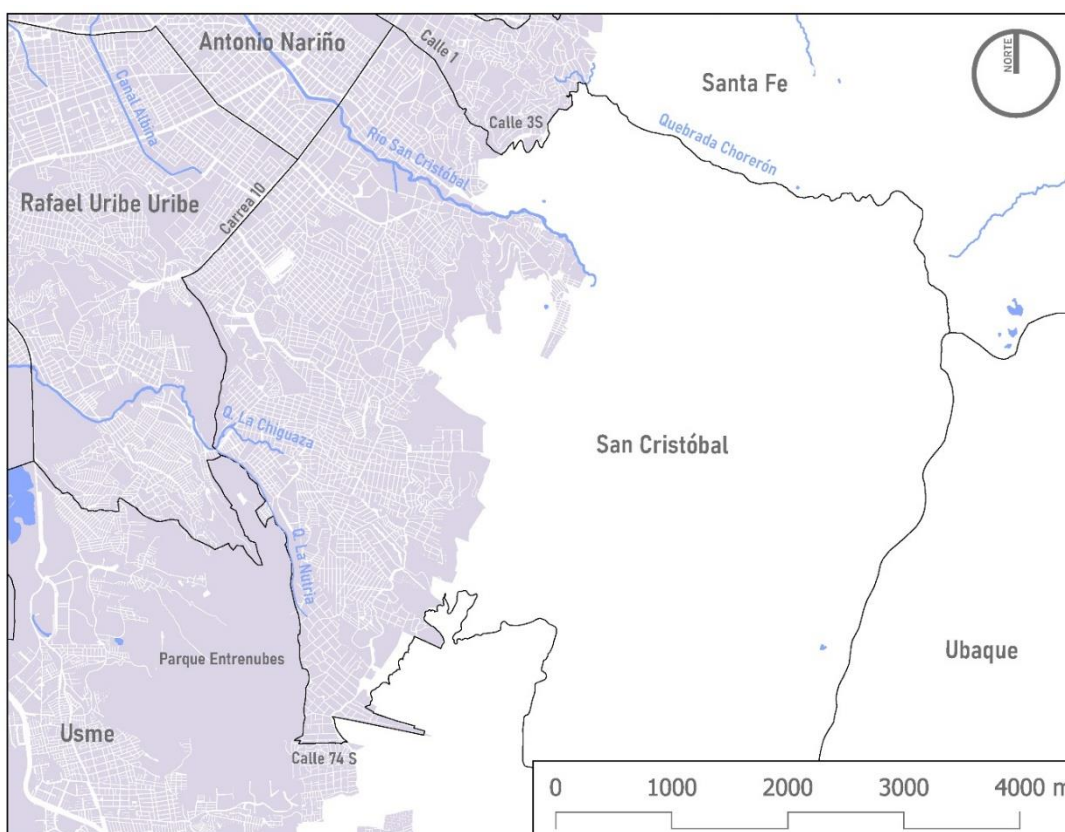 Antonio Nariño
Calle 1
NORTE
Santa Fe
Canal Albina
Calle 3S
Quebrada Chorerón
Rio San Cristóbal
Rafael Uribe Uribe
Carrea 10
Q. La Chiguaza
San Cristóbal
Q. La Nutria
Parque Entrenubes
Ubaque
Usme
Calle 74 S
0 1000 2000 3000 4000 m